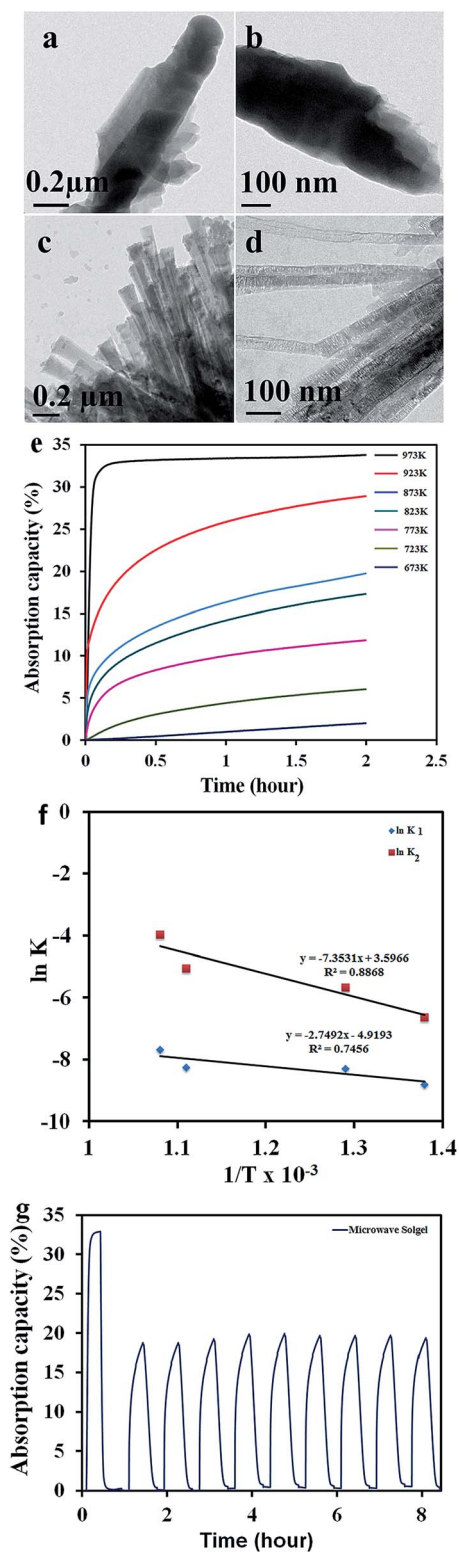 a
b
0.2µm
100 nm
c
d
0.2 µm
100 nm
e
Absorption capacity (%)
35
30
25
20
15
10
5
0
973K
923K
873K
823K
773K
723K
673K
0
0.5
1
1.5
2
2.5
Time (hour)
f
ln K
0
-2
-4
-6
-8
-10
ln K1
ln K2
y = -7.3531x + 3.5966
R² = 0.8868
y = -2.7492x - 4.9193
R² = 0.7456
1
1.1
1.2
1.3
1.4
1/T x 10-3
g
Absorption capacity (%)
35
30
25
20
15
10
5
0
Microwave Solgel
0
2
4
6
8
Time (hour)